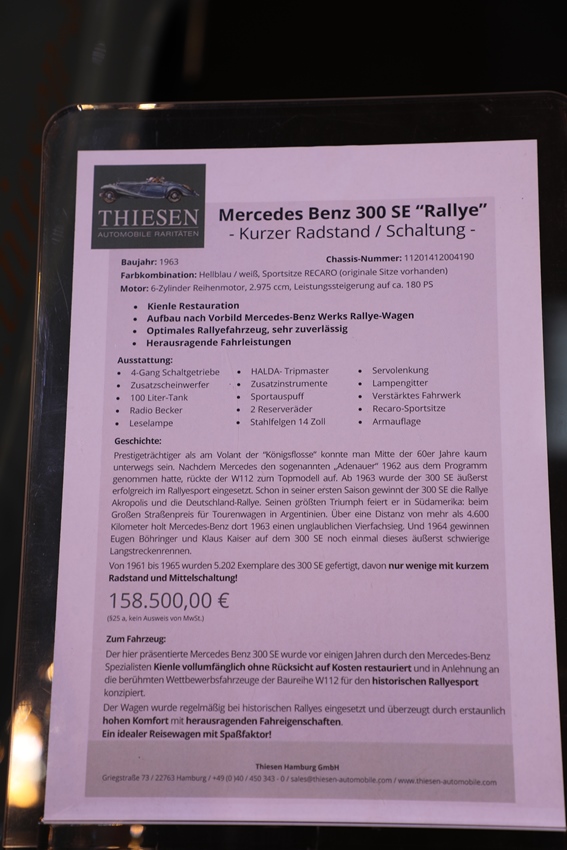 THIESEN
AUTOMOBILE RARITÄTEN
Mercedes Benz 300 SE “Rallye”
- Kurzer Radstand / Schaltung -
Baujahr: 1963 Chassis-Nummer: 11201412004190
Farbkombination: Hellblau / weiß, Sportsitze RECARO (originale Sitze vorhanden)
Motor: 6-Zylinder Reihenmotor, 2.975 ccm, Leistungssteigerung auf ca. 180 PS
• Kienle Restauration
• Aufbau nach Vorbild Mercedes-Benz Werks Rallye-Wagen
• Optimales Rallyefahrzeug, sehr zuverlässig
• Herausragende Fahrleistungen
Ausstattung:
• 4-Gang Schaltgetriebe • HALDA- Tripmaster • Servolenkung
• Zusatzscheinwerfer • Zusatzinstrumente • Lampengitter
• 100 Liter-Tank • Sportauspuff • Verstärktes Fahrwerk
• Radio Becker • 2 Reserveräder • Recaro-Sportsitze
• Leselampe • Stahlfelgen 14 Zoll • Armauflage
Geschichte:
Prestigeträchtiger als am Volant der “Königsflosse” konnte man Mitte der 60er Jahre kaum
unterwegs sein. Nachdem Mercedes den sogenannten „Adenauer“ 1962 aus dem Programm
genommen hatte, rückte der W112 zum Topmodell auf. Ab 1963 wurde der 300 SE äußerst
erfolgreich im Rallyesport eingesetzt. Schon in seiner ersten Saison gewinnt der 300 SE die Rallye
Akropolis und die Deutschland-Rallye. Seinen größten Triumph feiert er in Südamerika: beim
Großen Straßenpreis für Tourenwagen in Argentinien. Über eine Distanz von mehr als 4.600
Kilometer holt Mercedes-Benz dort 1963 einen unglaublichen Vierfachsieg. Und 1964 gewinnen
Eugen Böhringer und Klaus Kaiser auf dem 300 SE noch einmal dieses äußerst schwierige
Langstreckenrennen.
Von 1961 bis 1965 wurden 5.202 Exemplare des 300 SE gefertigt, davon nur wenige mit kurzem
Radstand und Mittelschaltung!
158.500,00 €
(§25 a, kein Ausweis von MwSt.)
Zum Fahrzeug:
Der hier präsentierte Mercedes Benz 300 SE wurde vor einigen Jahren durch den Mercedes-Benz
Spezialisten Kienle vollumfänglich ohne Rücksicht auf Kosten restauriert und in Anlehnung an
die berühmten Wettbewerbsfahrzeuge der Baureihe W112 für den historischen Rallyesport
konzipiert.
Der Wagen wurde regelmäßig bei historischen Rallyes eingesetzt und überzeugt durch erstaunlich
hohen Komfort mit herausragenden Fahreigenschaften.
Ein idealer Reisewagen mit Spaßfaktor!
Thiesen Hamburg GmbH
Griegstraße 73 / 22763 Hamburg / +49 (0 )40 / 450 343 - 0 / sales@thiesen-automobile.com / www.thiesen-automobile.com